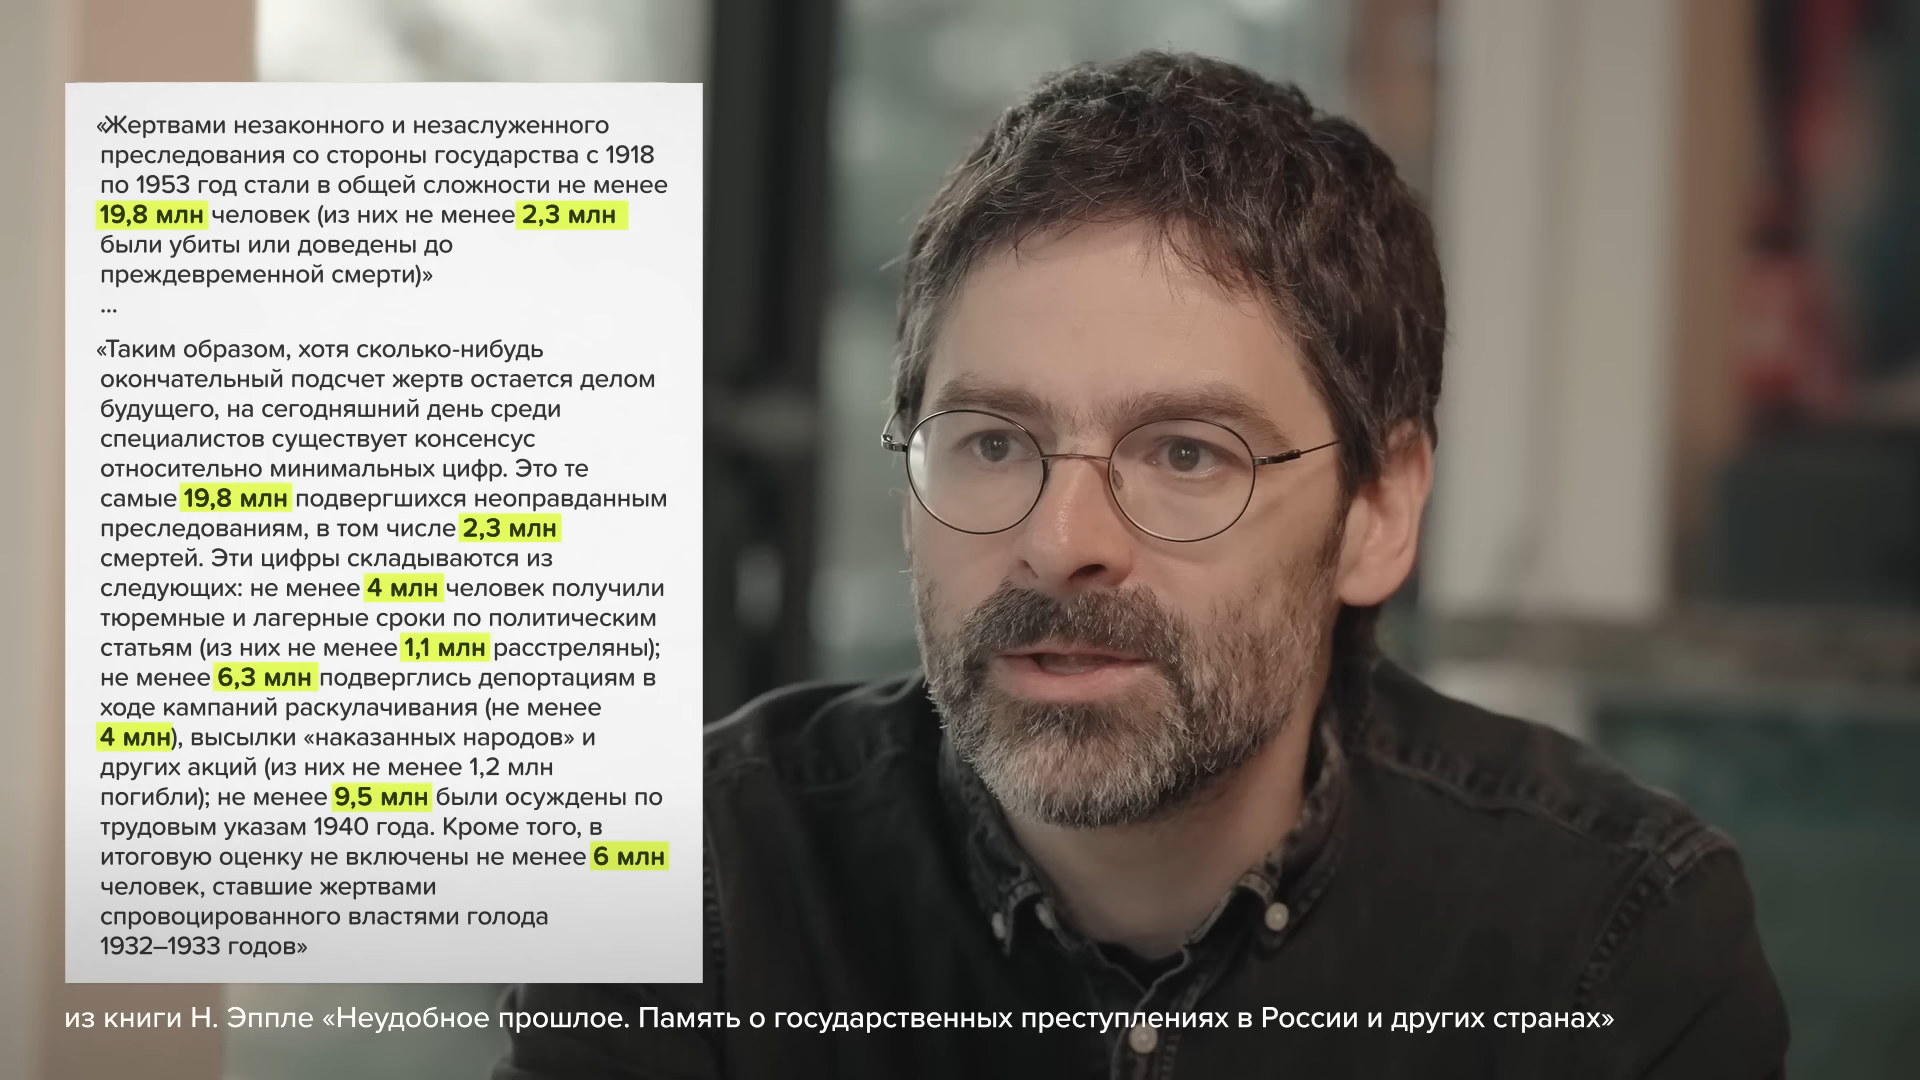 «Жертвами незаконного и незаслуженного
преследования со стороны государства с 1918
по 1953 год стали в общей сложности не менее
19,8 млн человек (из них не менее 2,3 млн
были убиты или доведены до
преждевременной смерти)»
...
«Таким образом, хотя сколько-нибудь
окончательный подсчет жертв остается делом
будущего, на сегодняшний день среди
специалистов существует консенсус
относительно минимальных цифр. Это те
самые 19,8 млн подвергшихся неоправданным
преследованиям, в том числе 2,3 млн
смертей. Эти цифры складываются из
следующих: не менее 4 млн человек получили
тюремные и лагерные сроки по политическим
статьям (из них не менее 1,1 млн расстреляны);
не менее 6,3 млн подверглись депортациям в
ходе кампаний раскулачивания (не менее
4 млн), высылки «наказанных народов» и
других акций (из них не менее 1,2 млн
погибли); не менее 9,5 млн были осуждены по
трудовым указам 1940 года. Кроме того, в
итоговую оценку не включены не менее 6 млн
человек, ставшие жертвами
спровоцированного властями голода
1932–1933 годов»
из книги Н. Эппле «Неудобное прошлое. Память о государственных преступлениях в России и других странах»